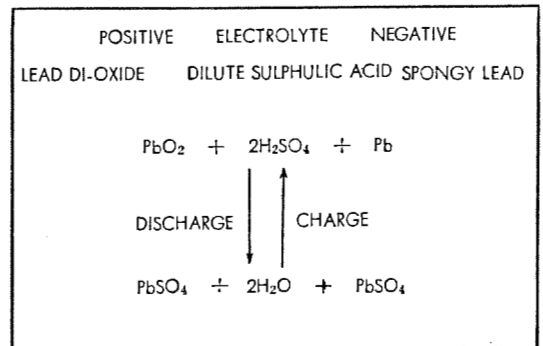 POSITIVE ELECTROLYTE NEGATIVE
LEAD DI-OXIDE DILUTE SULPHULIC ACID SPONGY LEAD
PbO₂ + 2H₂SO₄ ÷ Pb
DISCHARGE CHARGE
PbSO₄ ÷ 2H₂O + PbSO₄